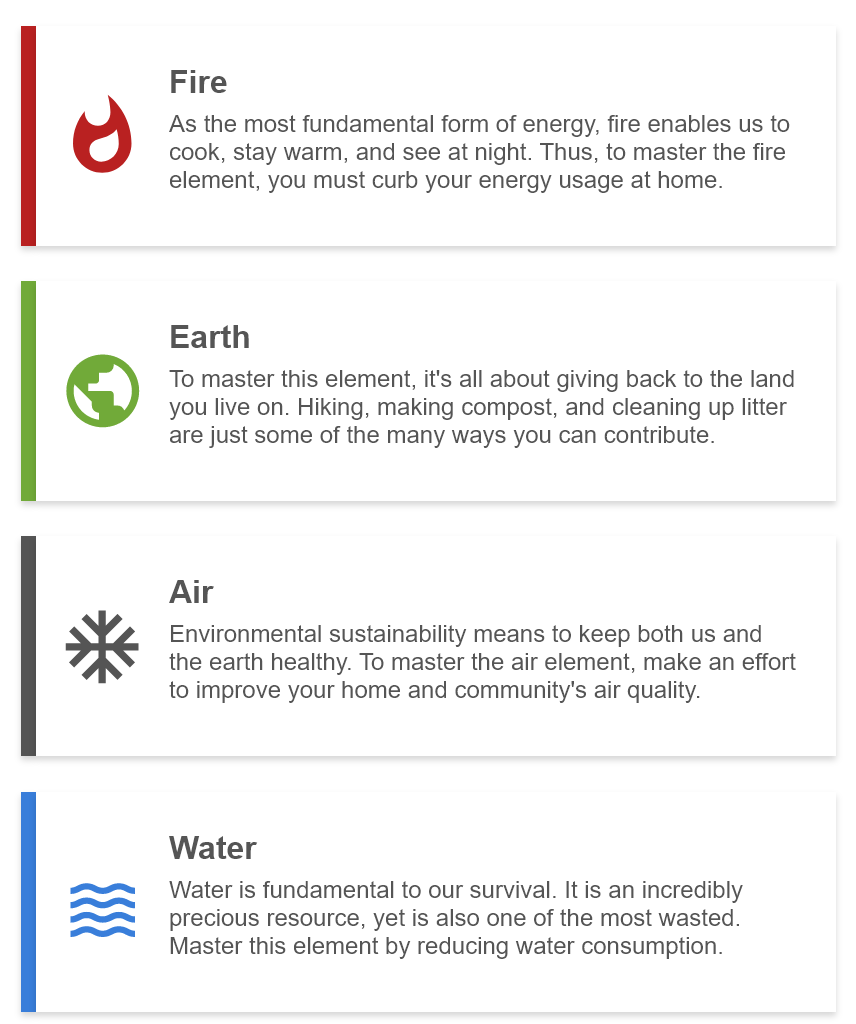 Fire
As the most fundamental form of energy, fire enables us to
cook, stay warm, and see at night. Thus, to master the fire
element, you must curb your energy usage at home.
Earth
To master this element, it's all about giving back to the land
you live on. Hiking, making compost, and cleaning up litter
are just some of the many ways you can contribute.
Air
Environmental sustainability means to keep both us and
the earth healthy. To master the air element, make an effort
to improve your home and community's air quality.
Water
Water is fundamental to our survival. It is an incredibly
precious resource, yet is also one of the most wasted.
Master this element by reducing water consumption.